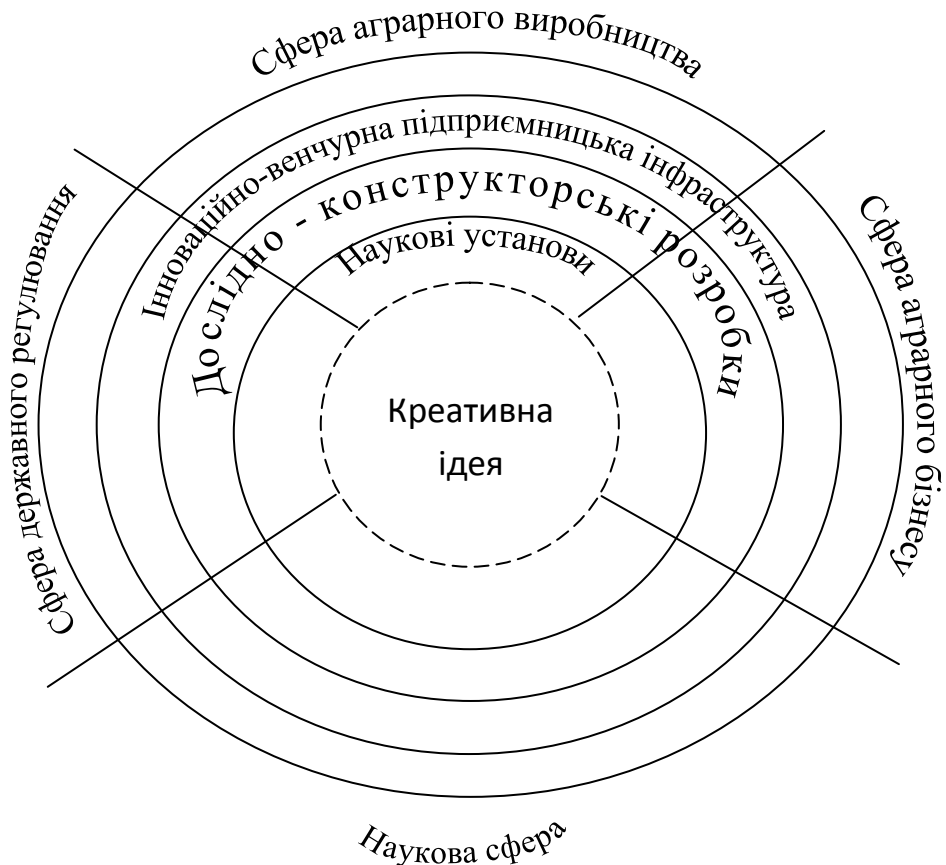 Сфера аграрного виробництва
Інноваційно-венчурна підприємницька інфраструктура
Дослідно - конструкторські розробки
Наукові установи
Сфера державного регулювання
Сфера аграрного бізнесу
Креативна
ідея
Наукова сфера